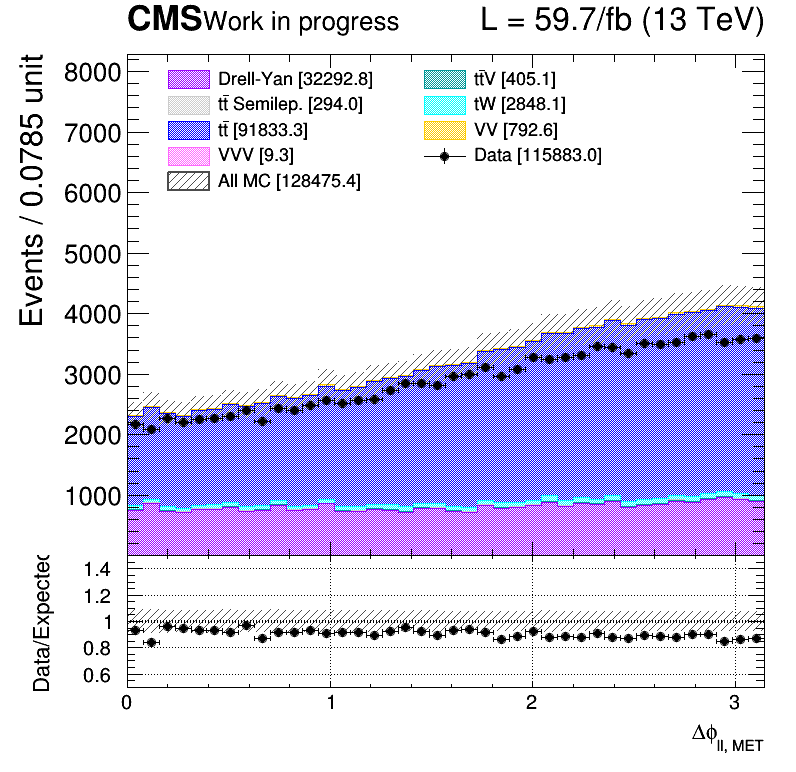 CMS Work in progress L = 59.7/fb (13 TeV)
Events / 0.0785 unit
8000
7000
6000
5000
4000
3000
2000
1000
Drell-Yan [32292.8]
tt̄ Semilep. [294.0]
tt̄ [91833.3]
VVV [9.3]
All MC [128475.4]
tt̄V [405.1]
tW [2848.1]
VV [792.6]
Data [115883.0]
Data/Expected
1.4
1.2
1
0.8
0.6
0 1 2 3
Δϕ ll, MET